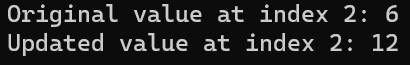 Original value at index 2: 6
Updated value at index 2: 12